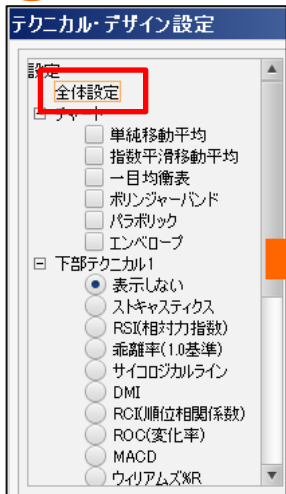 テクニカル・デザイン設定
設定
全体設定
チャート
単純移動平均
指数平滑移動平均
一目均衡表
ボリンジャーバンド
パラボリック
エンベロープ
下部テクニカル1
表示しない
ストキャスティクス
RSI(相対力指数)
乖離率(1.0基準)
サイコロジカルライン
DMI
RCI(順位相関係数)
ROC(変化率)
MACD
ウィリアムズ%R